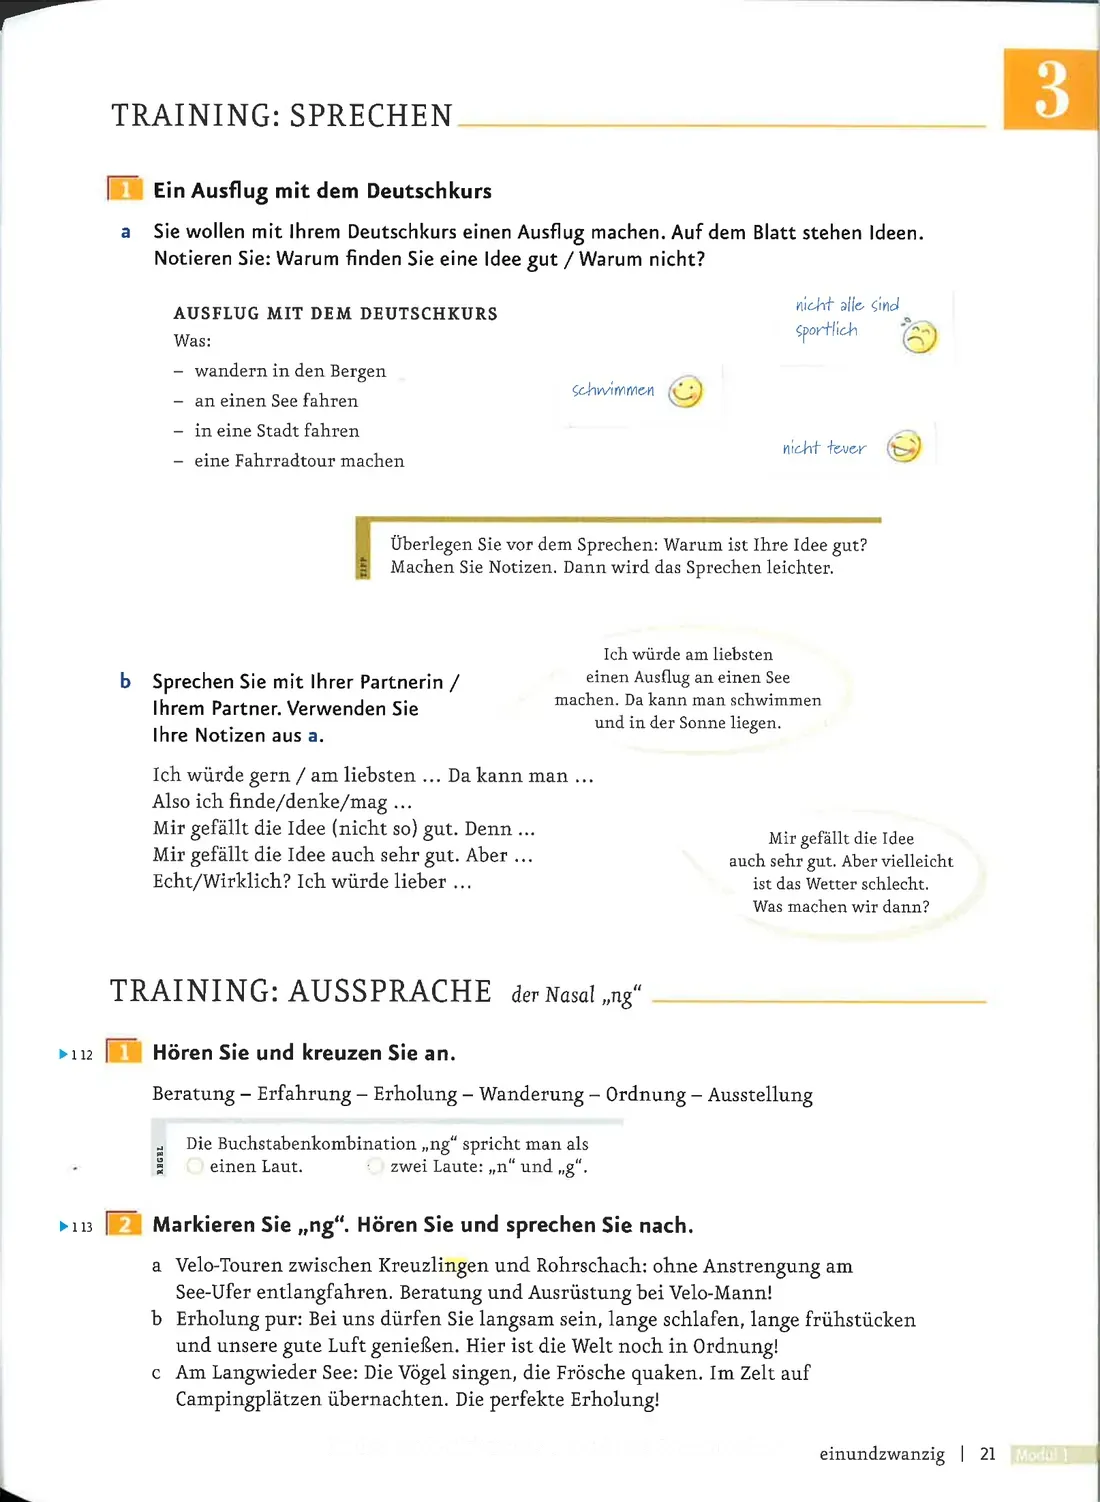 3
TRAINING: SPRECHEN
1 Ein Ausflug mit dem Deutschkurs
a Sie wollen mit Ihrem Deutschkurs einen Ausflug machen. Auf dem Blatt stehen Ideen.
Notieren Sie: Warum finden Sie eine Idee gut / Warum nicht?
AUSFLUG MIT DEM DEUTSCHKURS
Was:
– wandern in den Bergen
– an einen See fahren
– in eine Stadt fahren
– eine Fahrradtour machen
nicht alle sind
sportlich
schwimmen
nicht teuer
TIPP
Überlegen Sie vor dem Sprechen: Warum ist Ihre Idee gut?
Machen Sie Notizen. Dann wird das Sprechen leichter.
b Sprechen Sie mit Ihrer Partnerin /
Ihrem Partner. Verwenden Sie
Ihre Notizen aus a.
Ich würde am liebsten
einen Ausflug an einen See
machen. Da kann man schwimmen
und in der Sonne liegen.
Ich würde gern / am liebsten ... Da kann man ...
Also ich finde/denke/mag ...
Mir gefällt die Idee (nicht so) gut. Denn ...
Mir gefällt die Idee auch sehr gut. Aber ...
Echt/Wirklich? Ich würde lieber ...
Mir gefällt die Idee
auch sehr gut. Aber vielleicht
ist das Wetter schlecht.
Was machen wir dann?
TRAINING: AUSSPRACHE der Nasal „ng“
▶ 1 12 1 Hören Sie und kreuzen Sie an.
Beratung – Erfahrung – Erholung – Wanderung – Ordnung – Ausstellung
REGEL
Die Buchstabenkombination „ng“ spricht man als
einen Laut. zwei Laute: „n“ und „g“.
▶ 1 13 2 Markieren Sie „ng“. Hören Sie und sprechen Sie nach.
a Velo-Touren zwischen Kreuzlingen und Rohrschach: ohne Anstrengung am
See-Ufer entlangfahren. Beratung und Ausrüstung bei Velo-Mann!
b Erholung pur: Bei uns dürfen Sie langsam sein, lange schlafen, lange frühstücken
und unsere gute Luft genießen. Hier ist die Welt noch in Ordnung!
c Am Langwieder See: Die Vögel singen, die Frösche quaken. Im Zelt auf
Campingplätzen übernachten. Die perfekte Erholung!
einundzwanzig | 21 Modul 1